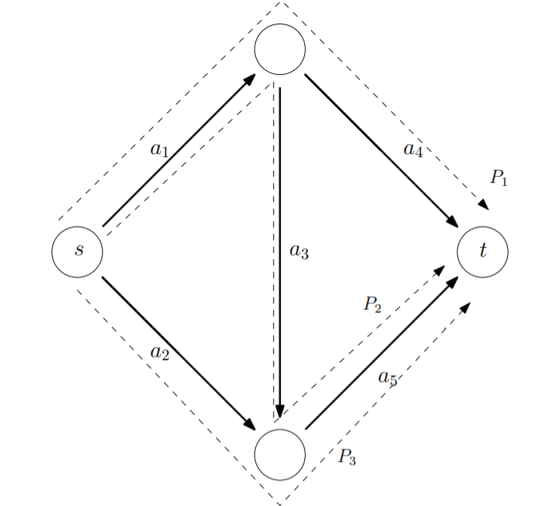 a₁
a₄
P₁
s
a₃
t
P₂
a₂
a₅
P₃